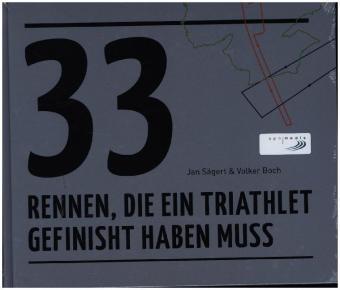 33
Jan Sägert & Volker Boch
RENNEN, DIE EIN TRIATHLET
GEFINISHT HABEN MUSS